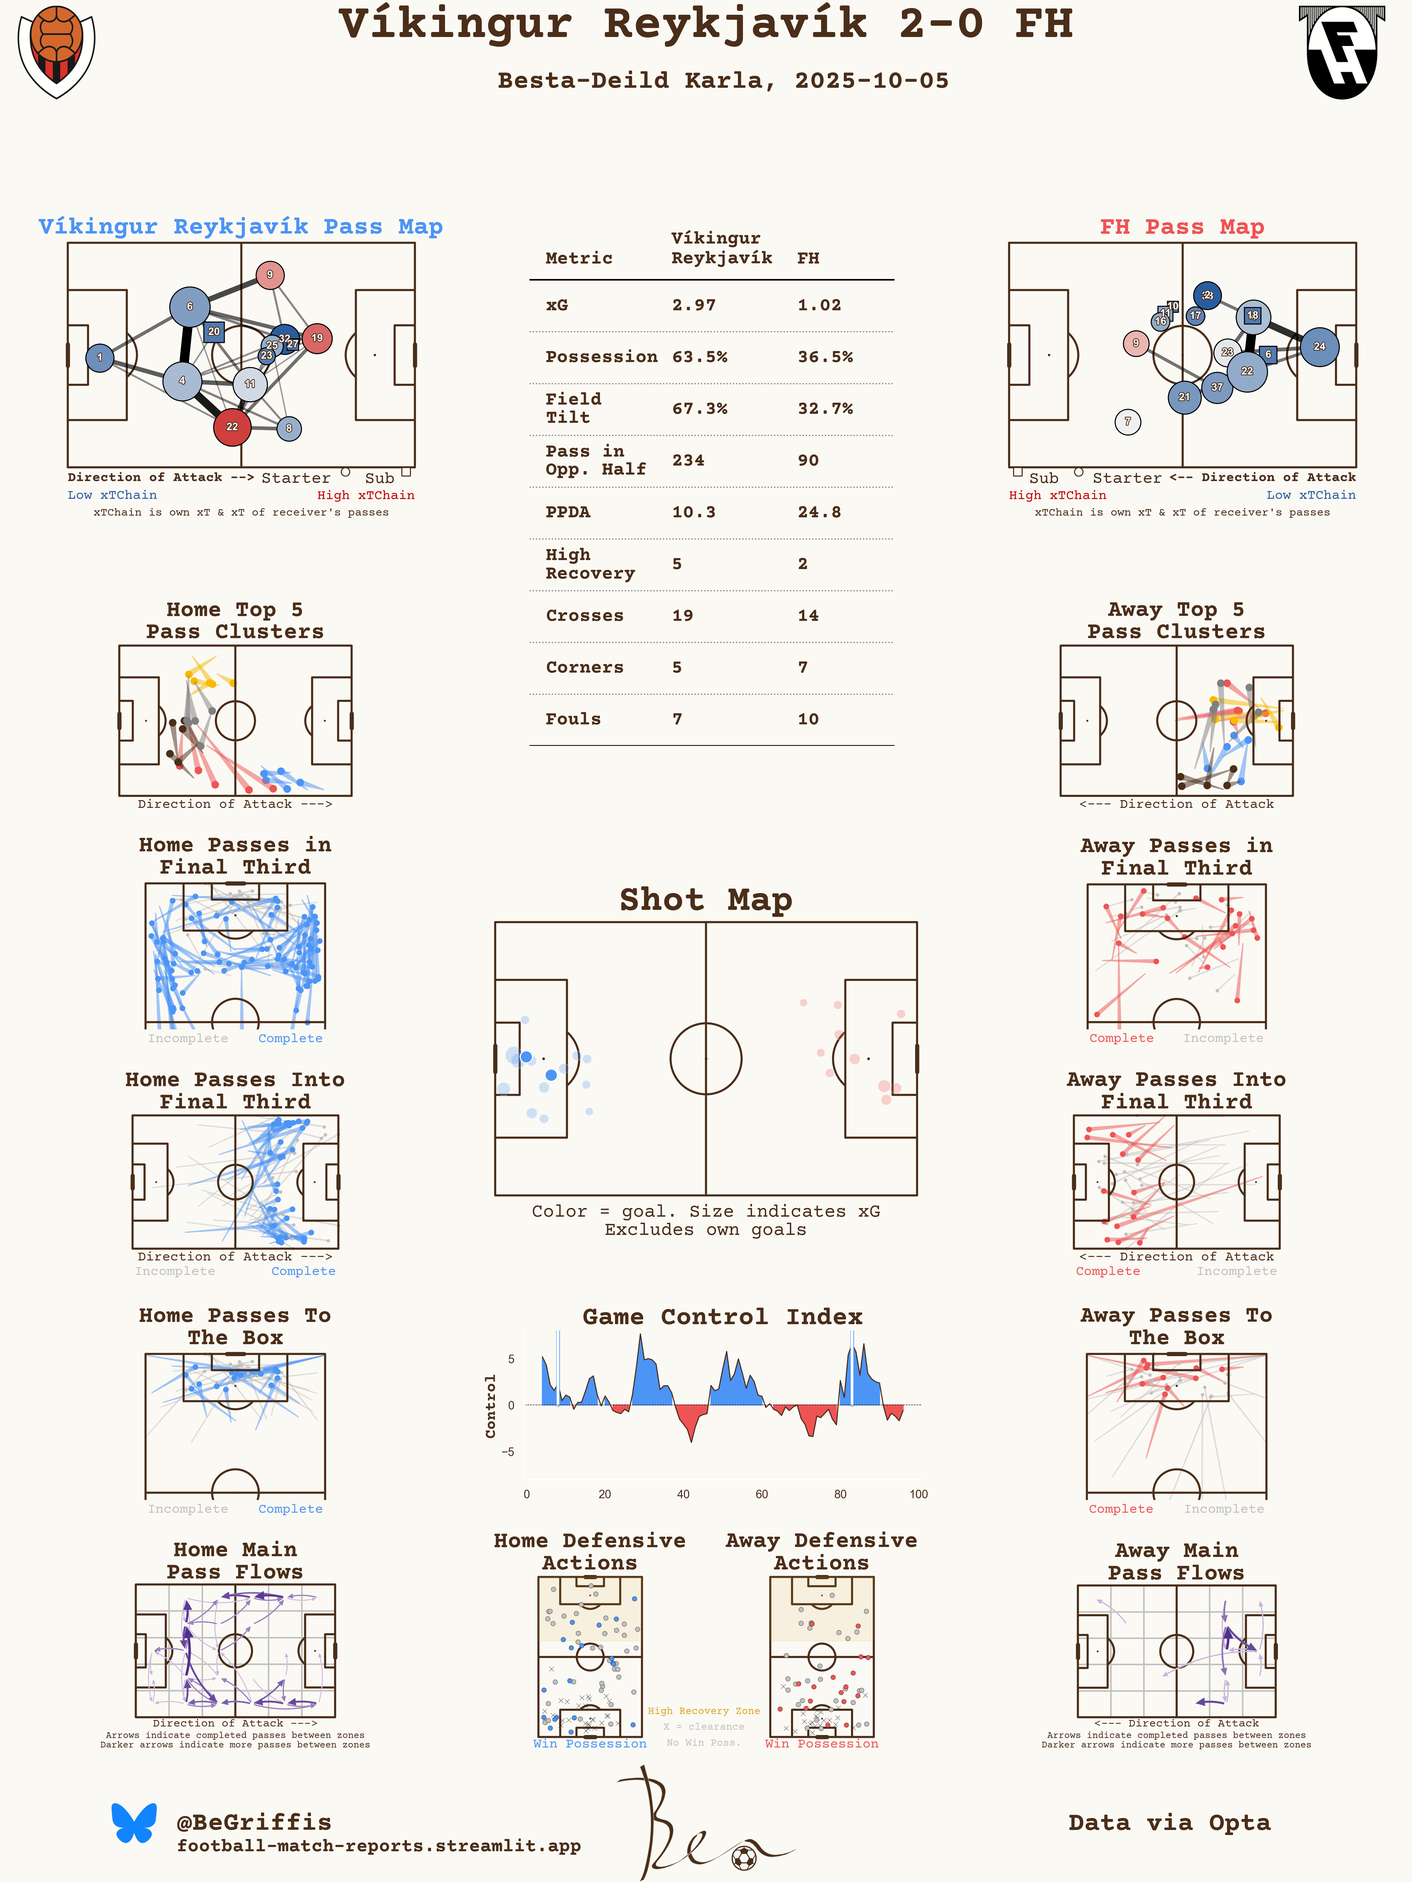 Víkingur Reykjavík 2-0 FH
Besta-Deild Karla, 2025-10-05
FH
Víkingur Reykjavík Pass Map
9
6
20
32
19
25
27
23
1
4
11
22
8
Direction of Attack --> Starter Sub
Low xTChain High xTChain
xTChain is own xT & xT of receiver's passes
Metric Víkingur Reykjavík FH
xG 2.97 1.02
Possession 63.5% 36.5%
Field Tilt 67.3% 32.7%
Pass in Opp. Half 234 90
PPDA 10.3 24.8
High Recovery 5 2
Crosses 19 14
Corners 5 7
Fouls 7 10
FH Pass Map
10
11
16
17
18
9
23
6
24
22
37
21
7
Sub Starter <-- Direction of Attack
High xTChain Low xTChain
xTChain is own xT & xT of receiver's passes
Home Top 5
Pass Clusters
Direction of Attack --->
Away Top 5
Pass Clusters
<--- Direction of Attack
Home Passes in
Final Third
Incomplete Complete
Away Passes in
Final Third
Complete Incomplete
Shot Map
Color = goal. Size indicates xG
Excludes own goals
Home Passes Into
Final Third
Direction of Attack --->
Incomplete Complete
Away Passes Into
Final Third
<--- Direction of Attack
Complete Incomplete
Home Passes To
The Box
Incomplete Complete
Game Control Index
Control
5
0
−5
0 20 40 60 80 100
Away Passes To
The Box
Complete Incomplete
Home Main
Pass Flows
Direction of Attack --->
Arrows indicate completed passes between zones
Darker arrows indicate more passes between zones
Home Defensive
Actions
Win Possession
High Recovery Zone
X = clearance
No Win Poss.
Away Defensive
Actions
Win Possession
Away Main
Pass Flows
<--- Direction of Attack
Arrows indicate completed passes between zones
Darker arrows indicate more passes between zones
@BeGriffis
football-match-reports.streamlit.app
Ben
Data via Opta